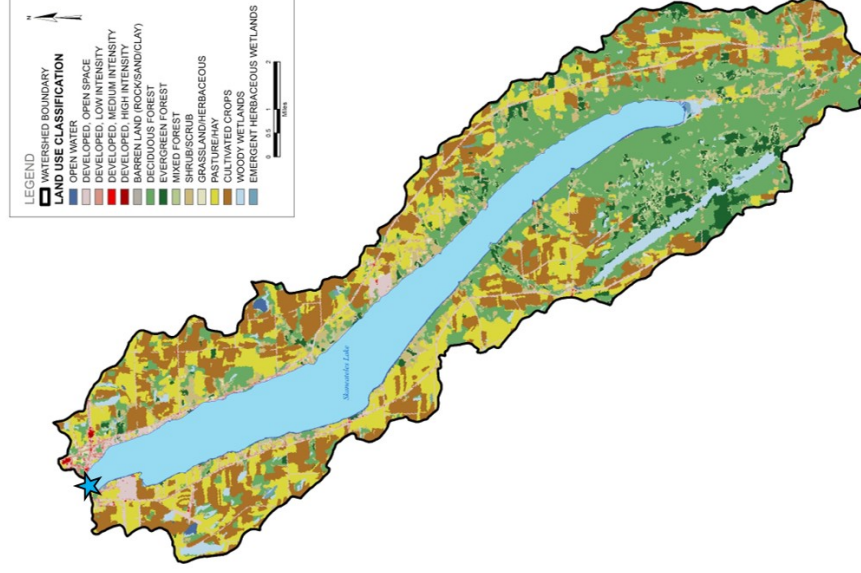 LEGEND
WATERSHED BOUNDARY
LAND USE CLASSIFICATION
OPEN WATER
DEVELOPED, OPEN SPACE
DEVELOPED, LOW INTENSITY
DEVELOPED, MEDIUM INTENSITY
DEVELOPED, HIGH INTENSITY
BARREN LAND (ROCK/SAND/CLAY)
DECIDUOUS FOREST
EVERGREEN FOREST
MIXED FOREST
SHRUB/SCRUB
GRASSLAND/HERBACEOUS
PASTURE/HAY
CULTIVATED CROPS
WOODY WETLANDS
EMERGENT HERBACEOUS WETLANDS
N
0 0.5 1 2
Miles
Skaneateles Lake